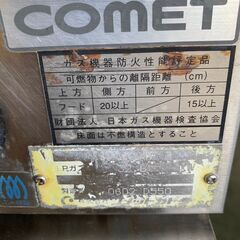 COMET
ガス機器防火性能評定品
可燃物からの離隔距離 (cm)
上方 側方 前方 後方
フード 20以上 15以上
財団法人 日本ガス機器検査協会
床面は不燃構造とすること